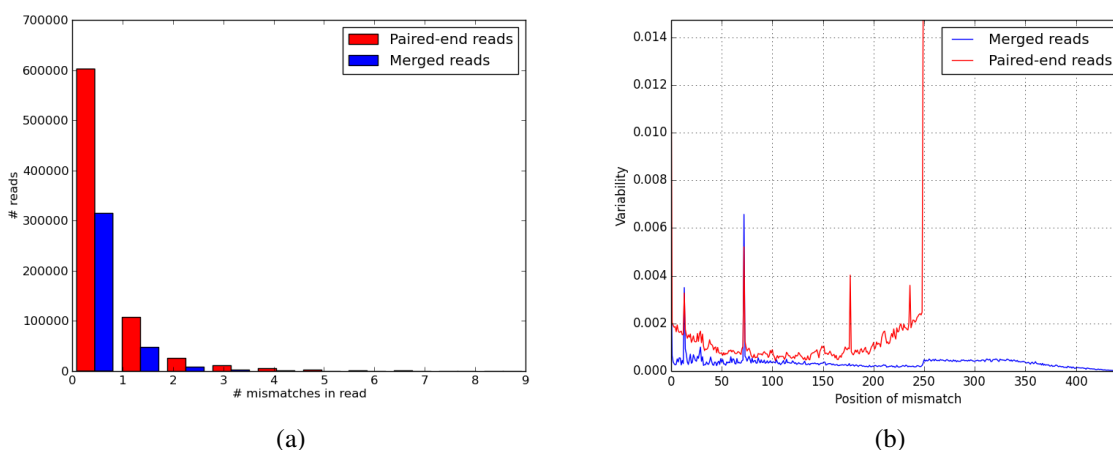 700000
600000
500000
400000
300000
200000
100000
0
# reads
Paired-end reads
Merged reads
0 1 2 3 4 5 6 7 8 9
# mismatches in read
(a)
0.014
0.012
0.010
0.008
0.006
0.004
0.002
0.000
Variability
Merged reads
Paired-end reads
0 50 100 150 200 250 300 350 400
Position of mismatch
(b)